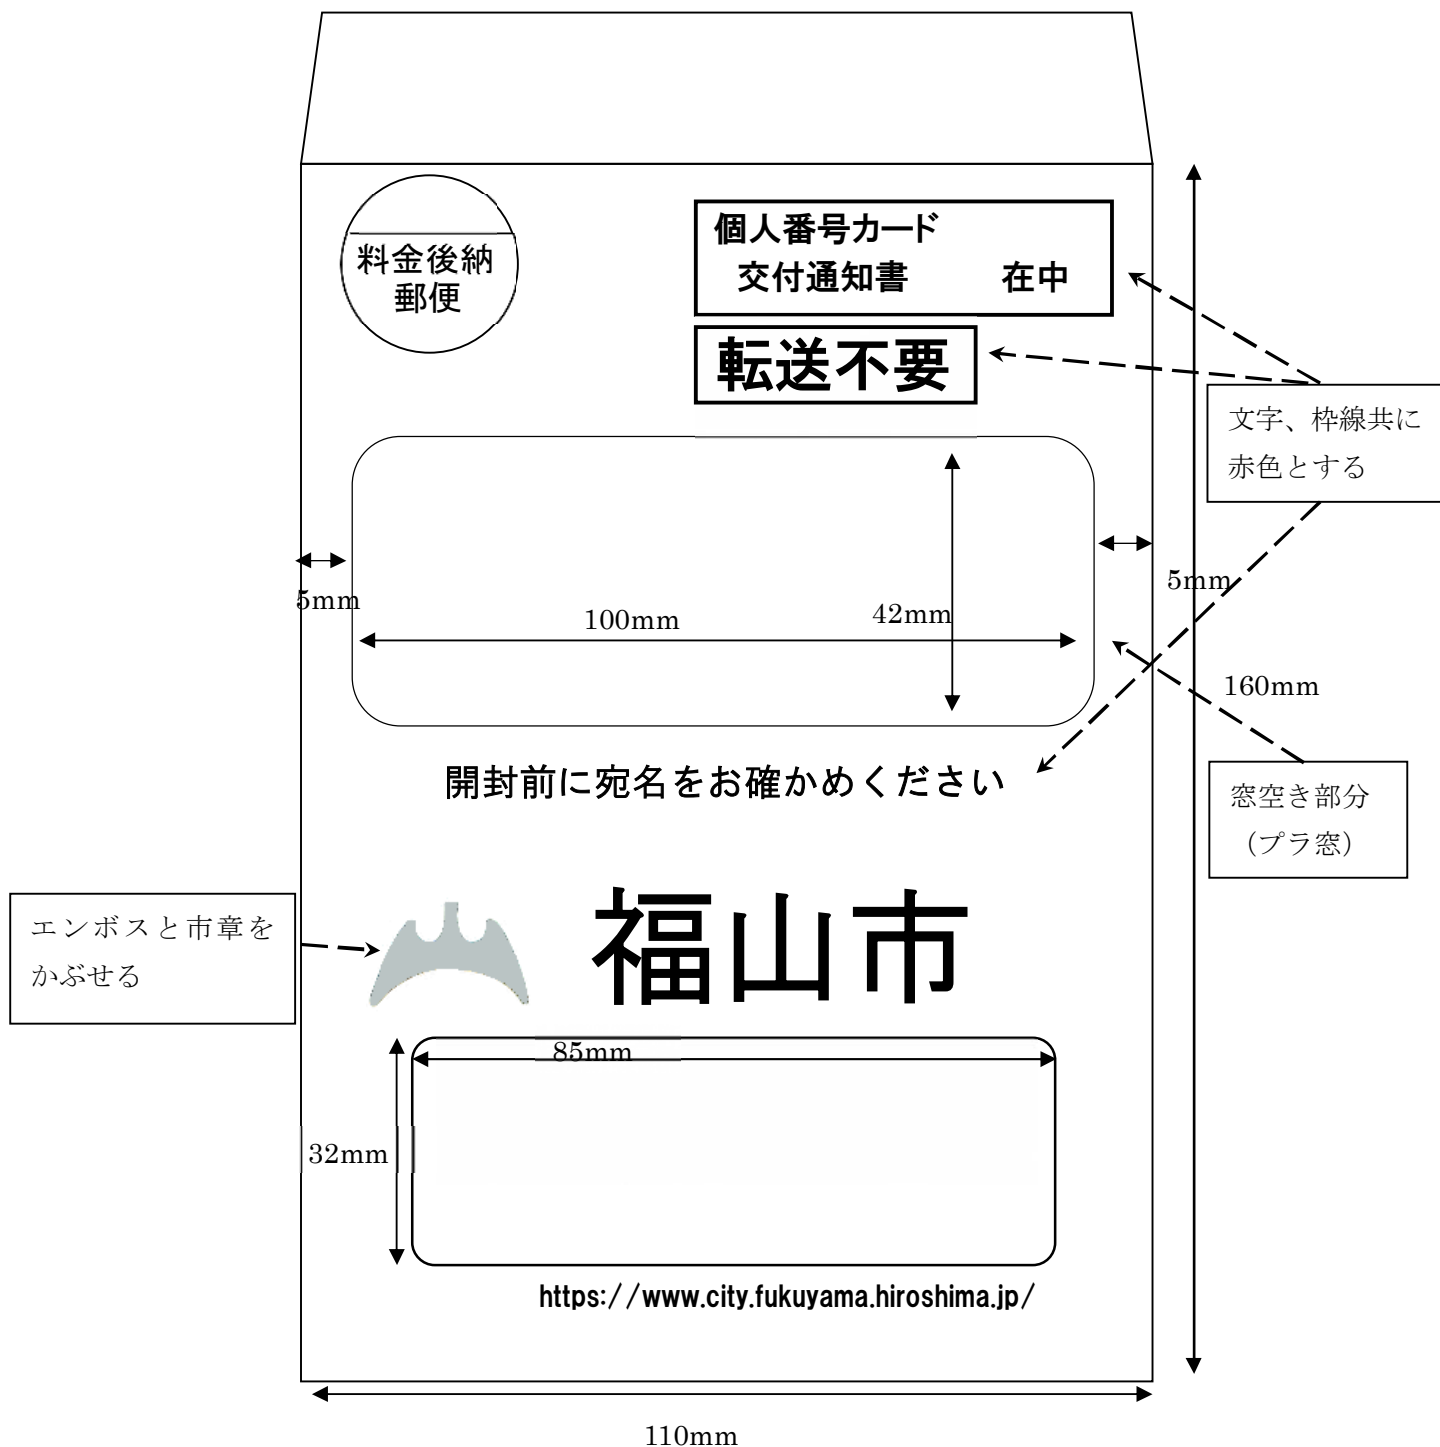 料金後納
郵便
個人番号カード
交付通知書 在中
転送不要
文字、枠線共に
赤色とする
5mm
5mm
100mm
42mm
160mm
開封前に宛名をお確かめください
窓空き部分
（プラ窓）
エンボスと市章を
かぶせる
福山市
85mm
32mm
https://www.city.fukuyama.hiroshima.jp/
110mm